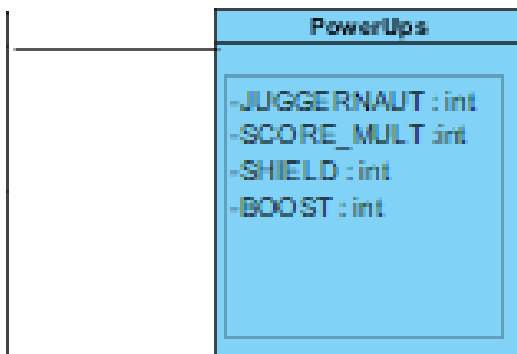 PowerUps
-JUGGERNAUT : int
-SCORE_MULT :int
-SHIELD : int
-BOOST : int